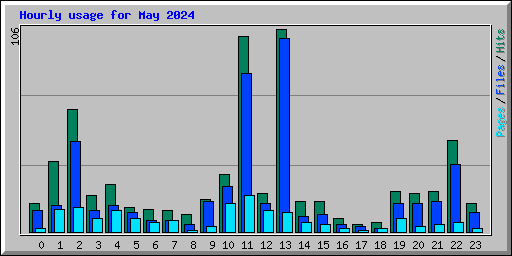 Hourly usage for May 2024
106
Pages/Files/Hits
0 1 2 3 4 5 6 7 8 9 10 11 12 13 14 15 16 17 18 19 20 21 22 23